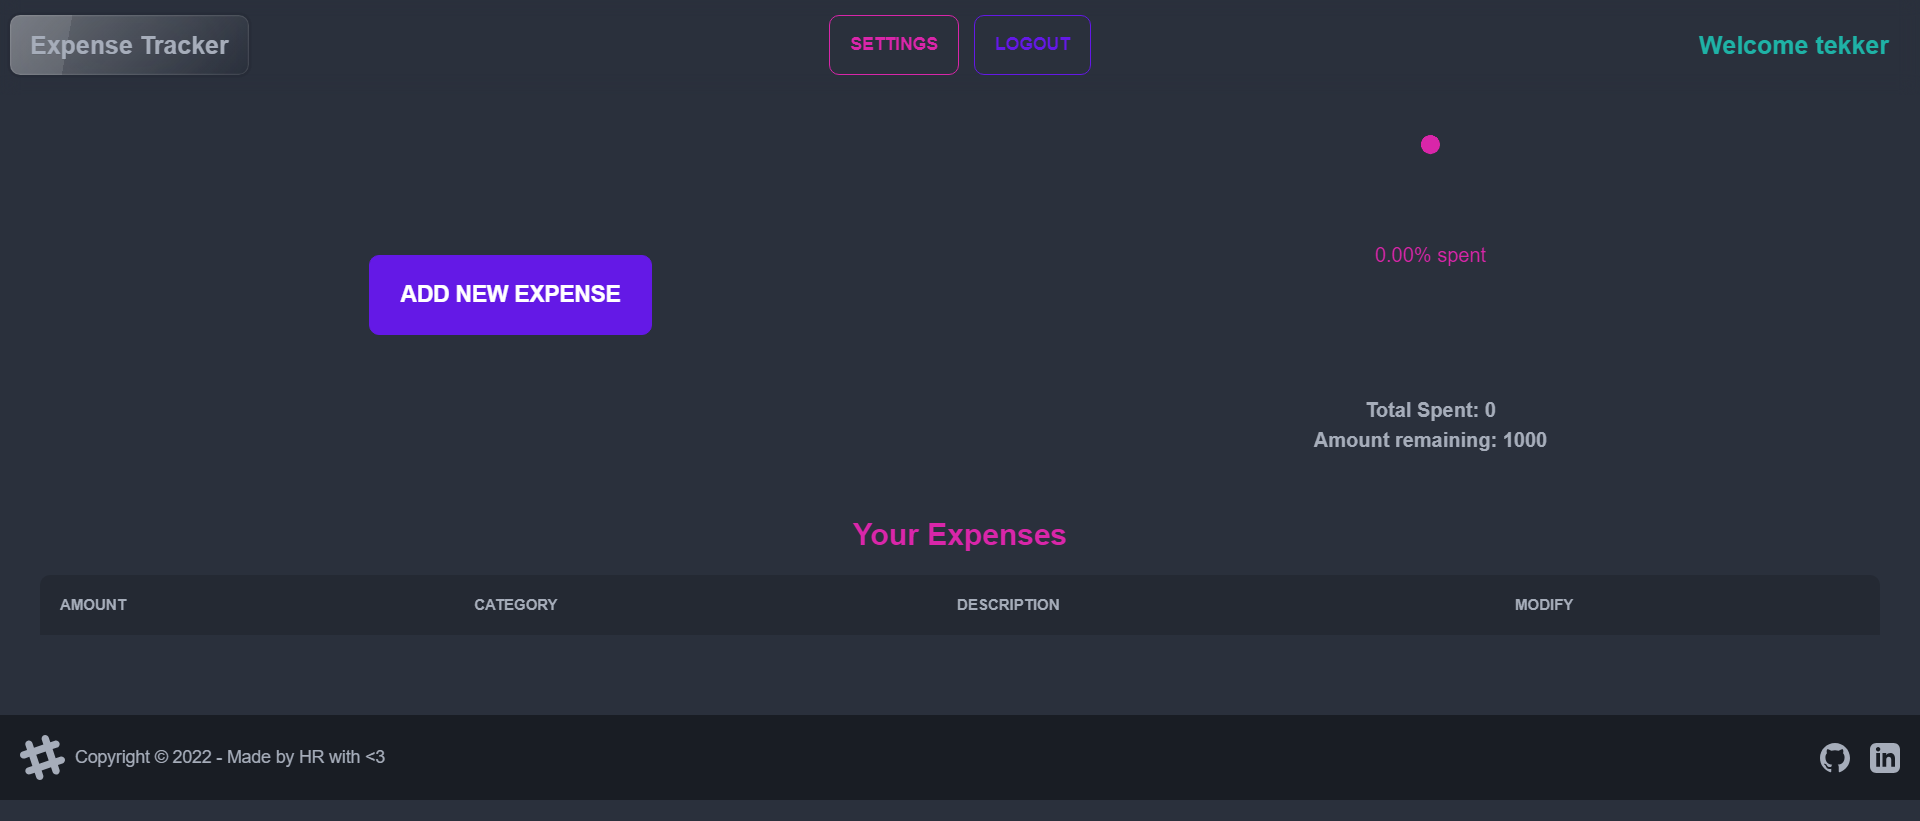 Expense Tracker
SETTINGS
LOGOUT
Welcome tekker
0.00% spent
ADD NEW EXPENSE
Total Spent: 0
Amount remaining: 1000
Your Expenses
AMOUNT CATEGORY DESCRIPTION MODIFY
Copyright © 2022 - Made by HR with <3
in